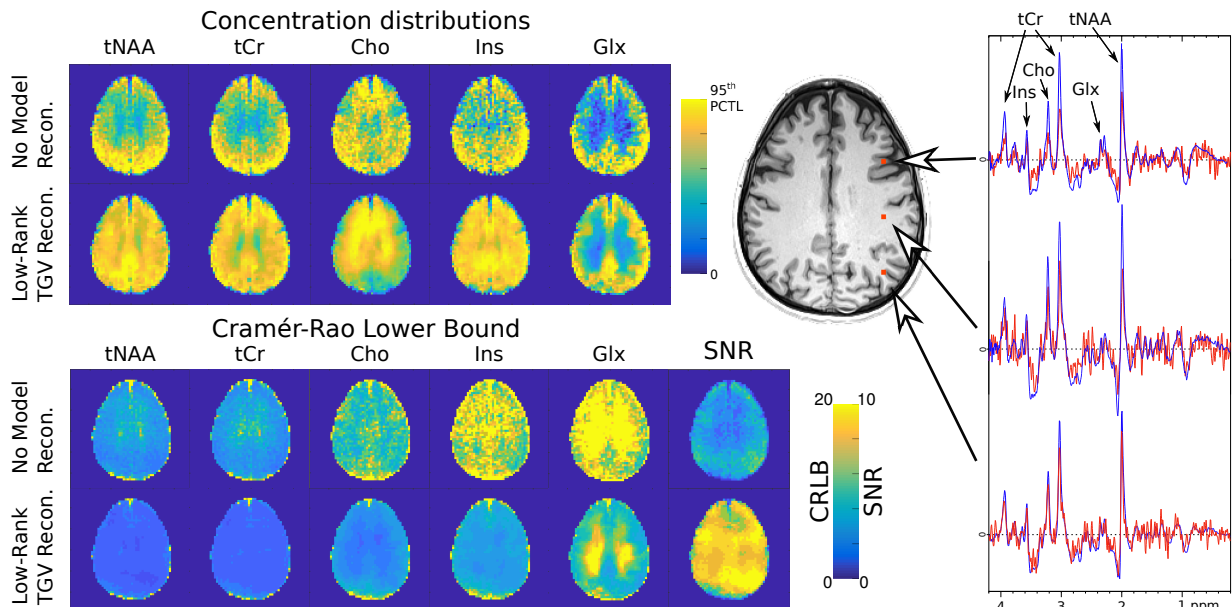 Concentration distributions
tNAA tCr Cho Ins Glx
No Model
Recon.
Low-Rank
TGV Recon.
95th
PCTL
0
Cramér-Rao Lower Bound
tNAA tCr Cho Ins Glx SNR
No Model
Recon.
Low-Rank
TGV Recon.
20 10
CRLB
SNR
0 0
tCr tNAA
Cho
Ins Glx
0
0
0
4 3 2 1 ppm